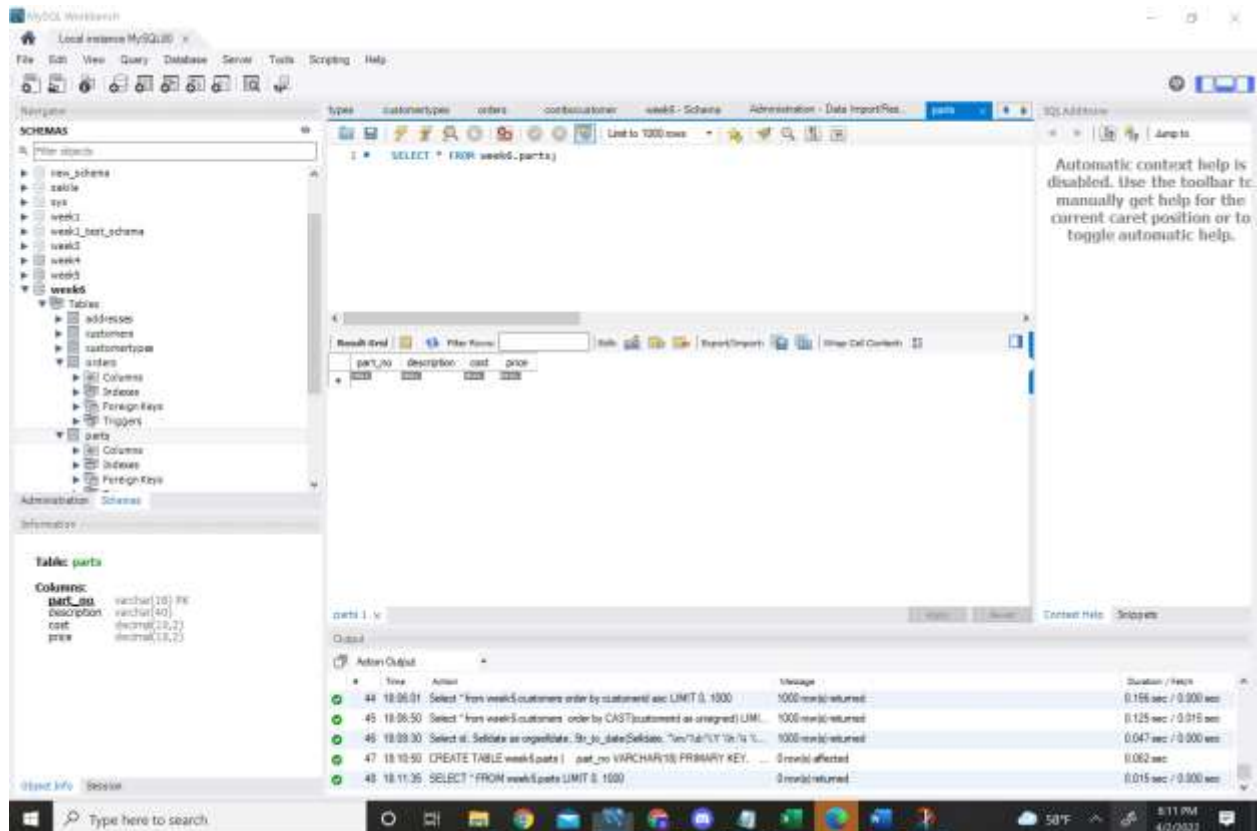 MySQL Workbench
Local instance MySQL80 ×
File Edit View Query Database Server Tools Scripting Help
Navigator
SCHEMAS
Filter objects
new_schema
sakila
sys
week1
week1_test_schema
week4
week5
week6
Tables
addresses
customers
customertypes
orders
Columns
Indexes
Foreign Keys
Triggers
parts
Columns
Indexes
Foreign Keys
Administration Schemas
Information
Table: parts
Columns:
part_no varchar(18) PK
description varchar(40)
cost decimal(10,2)
price decimal(10,2)
Object Info Session
types customertypes orders week6 - Schema Administration - Data Import/Res... parts
Limit to 1000 rows
1 SELECT * FROM week6.parts;
Result Grid Filter Rows: Edit: Export/Import: Wrap Cell Content:
part_no description cost price
NULL NULL NULL NULL
parts 1 ×
Apply Revert
Output
Action Output
# Time Action Message Duration / Fetch
44 18:06:01 Select * from week6.customers order by customerid asc LIMIT 0, 1000 1000 row(s) returned 0.156 sec / 0.000 sec
45 18:06:50 Select * from week6.customers order by CAST(customerid as unsigned) LIMI... 1000 row(s) returned 0.125 sec / 0.015 sec
46 18:09:30 1000 row(s) returned 0.047 sec / 0.000 sec
47 18:10:50 CREATE TABLE week6.parts ( part_no VARCHAR(18) PRIMARY KEY, ... 0 row(s) affected 0.062 sec
48 18:11:35 SELECT * FROM week6.parts LIMIT 0, 1000 0 row(s) returned 0.015 sec / 0.000 sec
SQLAdditions
Jump to
Automatic context help is
disabled. Use the toolbar to
manually get help for the
current caret position or to
toggle automatic help.
Context Help Snippets
Type here to search
58°F
6:11 PM